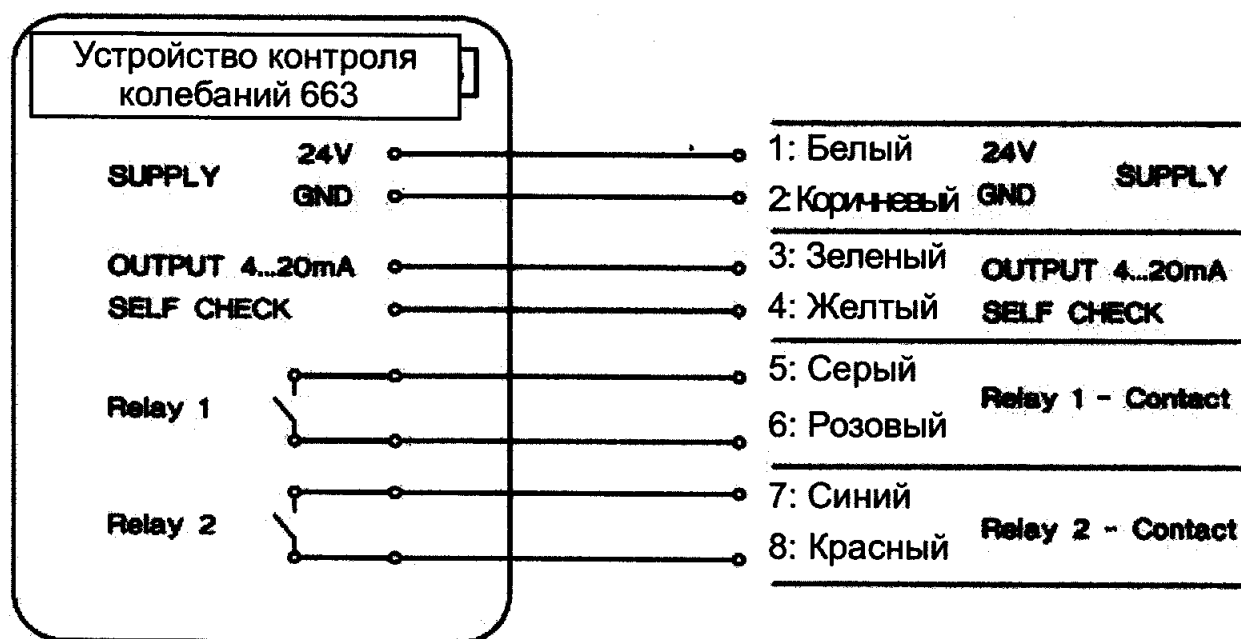 Устройство контроля
колебаний 663
SUPPLY
24V
GND
OUTPUT 4...20mA
SELF CHECK
Relay 1
Relay 2
1: Белый 24V
2:Коричневый GND
SUPPLY
3: Зеленый OUTPUT 4...20mA
4: Желтый SELF CHECK
5: Серый
6: Розовый
Relay 1 - Contact
7: Синий
8: Красный
Relay 2 - Contact